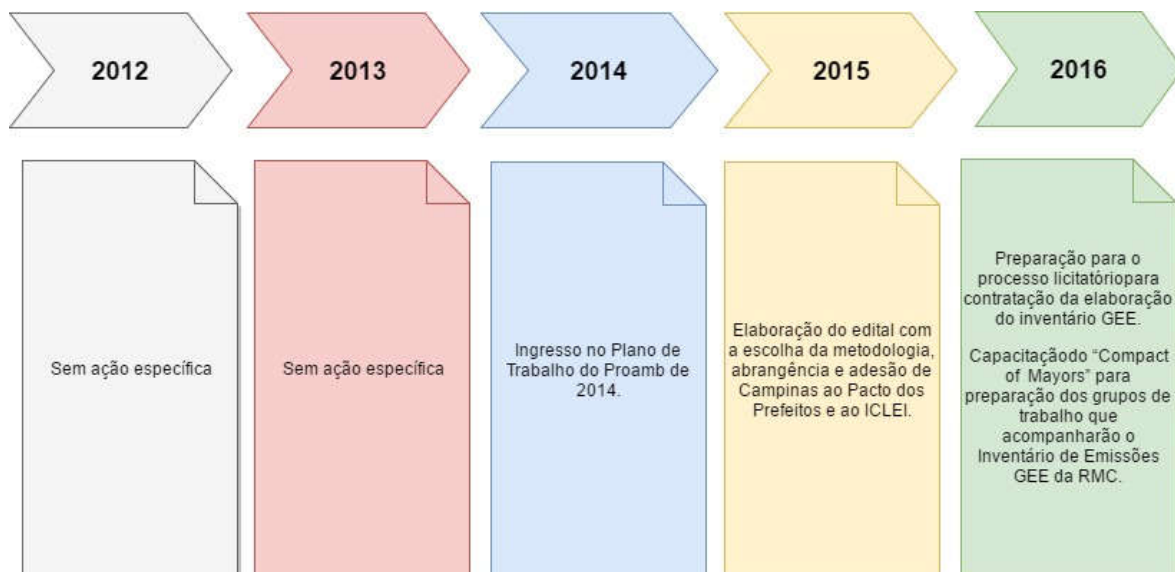 2012
2013
2014
2015
2016
Sem ação específica
Sem ação específica
Ingresso no Plano de
Trabalho do Proamb de
2014.
Elaboração do edital com
a escolha da metodologia,
abrangência e adesão de
Campinas ao Pacto dos
Prefeitos e ao ICLEI.
Preparação para o
processo licitatóriopara
contratação da elaboração
do inventário GEE.
Capacitaçãodo “Compact
of Mayors” para
preparação dos grupos de
trabalho que
acompanharão o
Inventário de Emissões
GEE da RMC.